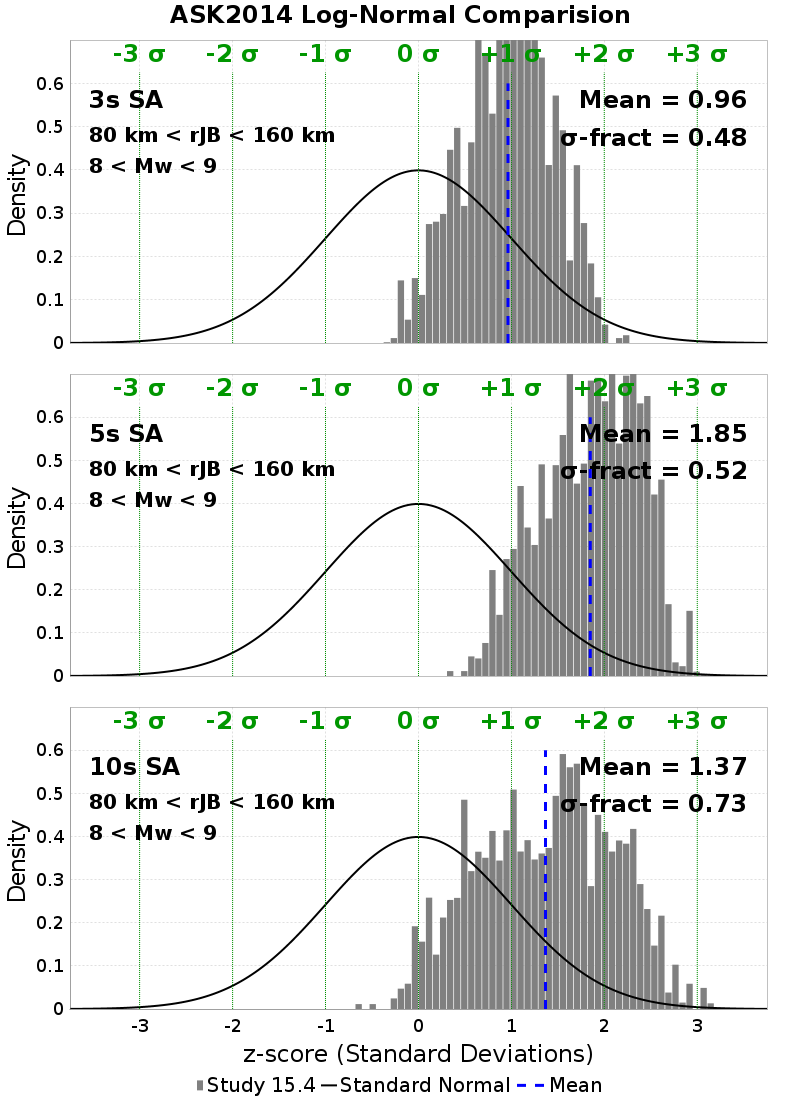 ASK2014 Log-Normal Comparision
-3 σ -2 σ -1 σ 0 σ +1 σ +2 σ +3 σ
3s SA
Mean = 0.96
80 km < rJB < 160 km
σ-fract = 0.48
8 < Mw < 9
Density
0.6
0.5
0.4
0.3
0.2
0.1
0
-3 σ -2 σ -1 σ 0 σ +1 σ +2 σ +3 σ
5s SA
Mean = 1.85
80 km < rJB < 160 km
σ-fract = 0.52
8 < Mw < 9
Density
0.6
0.5
0.4
0.3
0.2
0.1
0
-3 σ -2 σ -1 σ 0 σ +1 σ +2 σ +3 σ
10s SA
Mean = 1.37
80 km < rJB < 160 km
σ-fract = 0.73
8 < Mw < 9
Density
0.6
0.5
0.4
0.3
0.2
0.1
0
-3 -2 -1 0 1 2 3
z-score (Standard Deviations)
Study 15.4 Standard Normal Mean